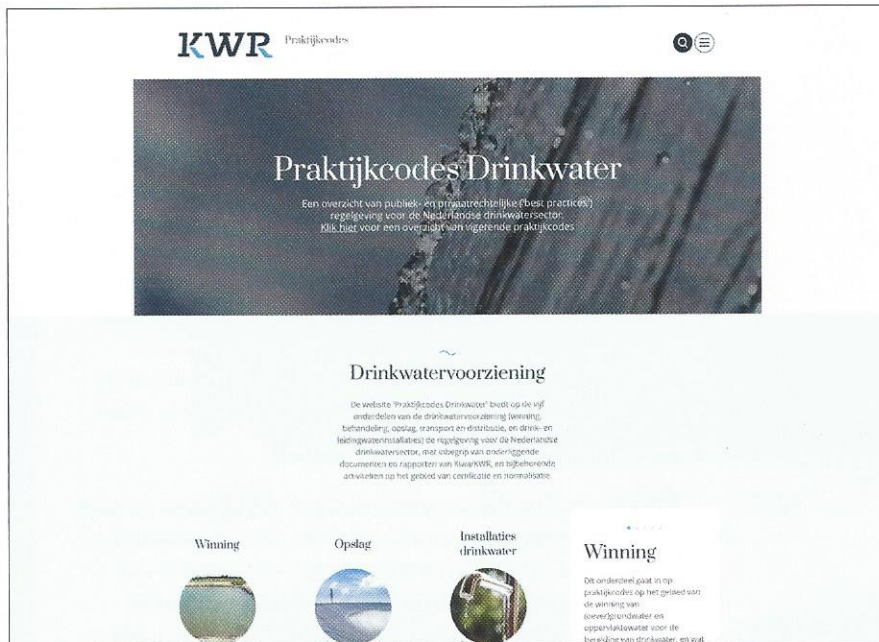 KWR Praktijkcodes
Praktijkcodes Drinkwater
Een overzicht van publiek- en privaatrechtelijke ('best practices')
regelgeving voor de Nederlandse drinkwatersector.
Klik hier voor een overzicht van vigerende praktijkcodes
Drinkwatervoorziening
De website 'Praktijkcodes Drinkwater' biedt op de vijf
onderdelen van de drinkwatervoorziening (winning,
behandeling, opslag, transport en distributie, en drink- en
leidingwaterinstallaties) de regelgeving voor de Nederlandse
drinkwatersector, met inbegrip van onderliggende
documenten en rapporten van Kiwa/KWR, en bijbehorende
activiteiten op het gebied van certificatie en normalisatie.
Winning
Opslag
Installaties
drinkwater
Winning
Dit onderdeel gaat in op
praktijkcodes op het gebied van
de winning van
(oever)grondwater en
oppervlaktewater voor de
bereiding van drinkwater, en wat